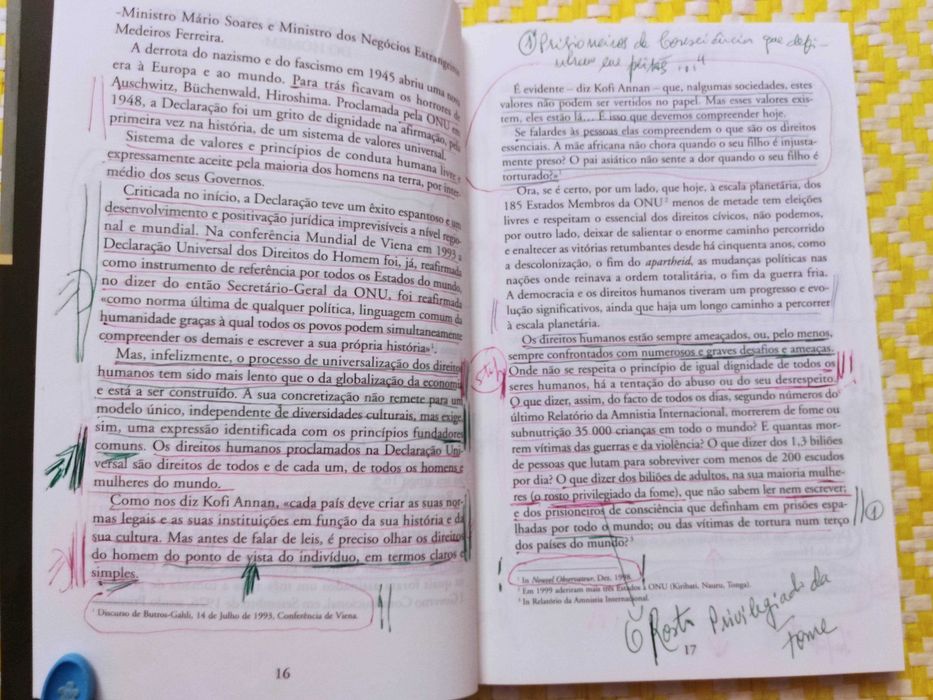 -Ministro Mário Soares e Ministro dos Negócios Estrangeiros
Medeiros Ferreira.
A derrota do nazismo e do fascismo em 1945 abriu uma nova
era à Europa e ao mundo. Para trás ficavam os horrores de
Auschwitz, Büchenwald, Hiroshima. Proclamada pela ONU em
1948, a Declaração foi um grito de dignidade na afirmação, pela
primeira vez na história, de um sistema de valores universal.
Sistema de valores e princípios de conduta humana livre e
expressamente aceite pela maioria dos homens na terra, por inter-
médio dos seus Governos.
Criticada no início, a Declaração teve um êxito espantoso e um
desenvolvimento e positivação jurídica imprevisíveis a nível regio-
nal e mundial. Na conferência Mundial de Viena em 1993 a
Declaração Universal dos Direitos do Homem foi, já, reafirmada
como instrumento de referência por todos os Estados do mundo,
no dizer do então Secretário-Geral da ONU, foi reafirmada
«como norma última de qualquer política, linguagem comum da
humanidade graças à qual todos os povos podem simultaneamente
compreender os demais e escrever a sua própria história»¹.
Mas, infelizmente, o processo de universalização dos direitos
humanos tem sido mais lento que o da globalização da economia
e está a ser construído. A sua concretização não remete para um
modelo único, independente de diversidades culturais, mas exige
sim, uma expressão identificada com os princípios fundadores
comuns. Os direitos humanos proclamados na Declaração Uni-
versal são direitos de todos e de cada um, de todos os homens e
mulheres do mundo.
Como nos diz Kofi Annan, «cada país deve criar as suas nor-
mas legais e as suas instituições em função da sua história e da
sua cultura. Mas antes de falar de leis, é preciso olhar os direitos
do homem do ponto de vista do indivíduo, em termos claros e
simples.
¹ Discurso de Butros-Gahli, 14 de Julho de 1993, Conferência de Viena.
16
① Prisioneiros de Consciência que defi-
nham em
É evidente – diz Kofi Annan – que, nalgumas sociedades, estes
valores não podem ser vertidos no papel. Mas esses valores exis-
tem, eles estão lá... É isso que devemos compreender hoje.
Se falardes às pessoas elas compreendem o que são os direitos
essenciais. A mãe africana não chora quando o seu filho é injusta-
mente preso? O pai asiático não sente a dor quando o seu filho é
torturado?»¹
Ora, se é certo, por um lado, que hoje, à escala planetária, dos
185 Estados Membros da ONU² menos de metade tem eleições
livres e respeitam o essencial dos direitos cívicos, não podemos,
por outro lado, deixar de salientar o enorme caminho percorrido
e enaltecer as vitórias retumbantes desde há cinquenta anos, como
a descolonização, o fim do apartheid, as mudanças políticas nas
nações onde reinava a ordem totalitária, o fim da guerra fria.
A democracia e os direitos humanos tiveram um progresso e evo-
lução significativos, ainda que haja um longo caminho a percorrer
à escala planetária.
Os direitos humanos estão sempre ameaçados, ou, pelo menos,
sempre confrontados com numerosos e graves desafios e ameaças.
Onde não se respeita o princípio de igual dignidade de todos os
seres humanos, há a tentação do abuso ou do seu desrespeito.
O que dizer, assim, do facto de todos os dias, segundo números do
último Relatório da Amnistia Internacional, morrerem de fome ou
subnutrição 35 000 crianças em todo o mundo? E quantas mor-
rem vítimas das guerras e da violência? O que dizer dos 1,3 biliões
de pessoas que lutam para sobreviver com menos de 200 escudos
por dia? O que dizer dos biliões de adultos, na sua maioria mulhe-
res (o rosto privilegiado da fome), que não sabem ler nem escrever;
e dos prisioneiros de consciência que definham em prisões espa-
lhadas por todo o mundo; ou das vítimas de tortura num terço
dos países do mundo?³
①
¹ In Nouvel Observateur, Dez. 1998.
² Em 1999 aderiram mais três Estados à ONU (Kiribati, Nauru, Tonga).
³ In Relatório da Amnistia Internacional.
O Rosto Privilegiado da
fome
17